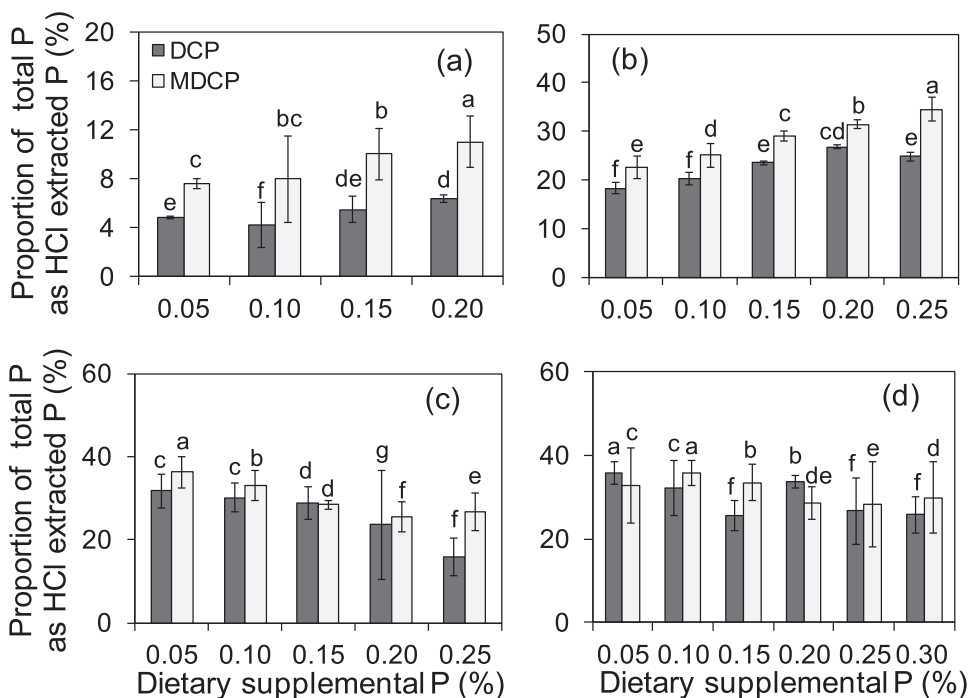 Proportion of total P
as HCl extracted P (%)
20
16
12
8
4
0
DCP
MDCP
(a)
e
c
f
bc
de
b
d
a
0.05 0.10 0.15 0.20
50
40
30
20
10
0
(b)
f
e
f
d
e
c
cd
b
e
a
0.05 0.10 0.15 0.20 0.25
Proportion of total P
as HCl extracted P (%)
60
40
20
0
(c)
c
a
c
b
d
d
g
f
f
e
0.05 0.10 0.15 0.20 0.25
Dietary supplemental P (%)
60
40
20
0
(d)
a
c
c
a
f
b
b
de
f
e
f
d
0.05 0.10 0.15 0.20 0.25 0.30
Dietary supplemental P (%)